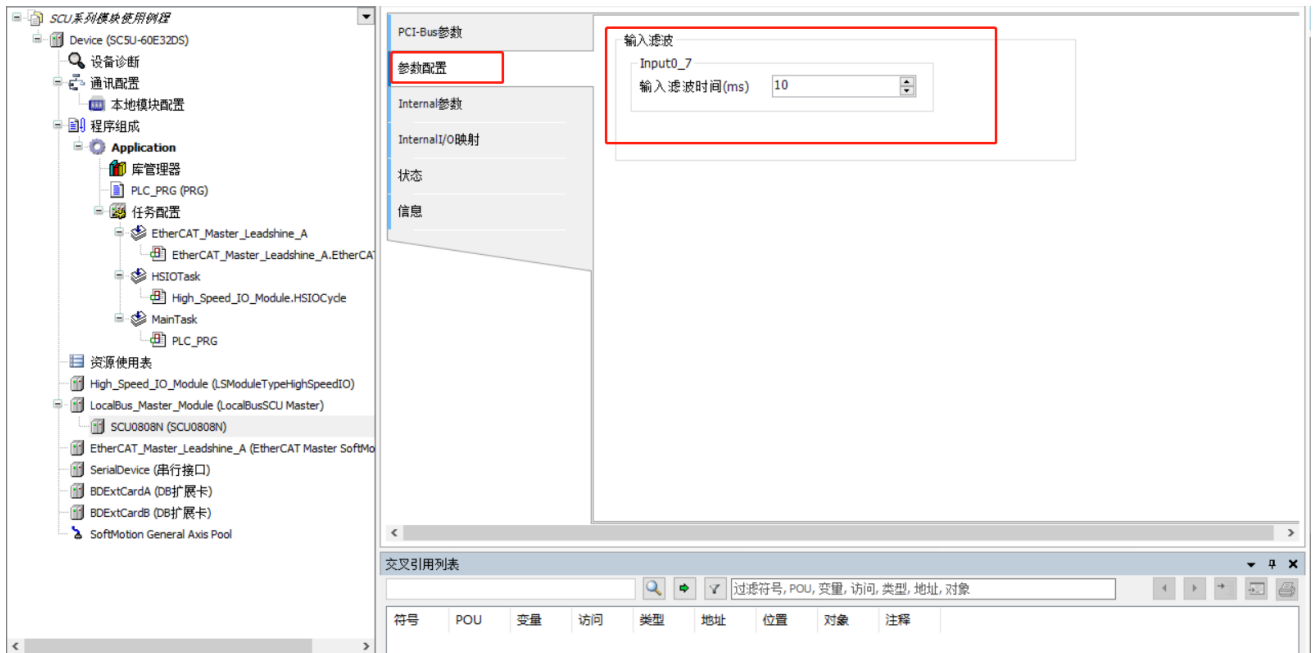 SCU系列模块使用例程
Device (SC5U-60E32DS)
设备诊断
通讯配置
本地模块配置
程序组成
Application
库管理器
PLC_PRG (PRG)
任务配置
EtherCAT_Master_Leadshine_A
EtherCAT_Master_Leadshine_A.EtherCA
HSIOTask
High_Speed_IO_Module.HSIOCycle
MainTask
PLC_PRG
资源使用表
High_Speed_IO_Module (LSModuleTypeHighSpeedIO)
LocalBus_Master_Module (LocalBusSCU Master)
SCU0808N (SCU0808N)
EtherCAT_Master_Leadshine_A (EtherCAT Master SoftMo
SerialDevice (串行接口)
BDExtCardA (DB扩展卡)
BDExtCardB (DB扩展卡)
SoftMotion General Axis Pool
PCI-Bus参数
参数配置
Internal参数
InternalI/O映射
状态
信息
输入滤波
Input0_7
输入滤波时间(ms) 10
交叉引用列表
过滤符号, POU, 变量, 访问, 类型, 地址, 对象
符号 POU 变量 访问 类型 地址 位置 对象 注释